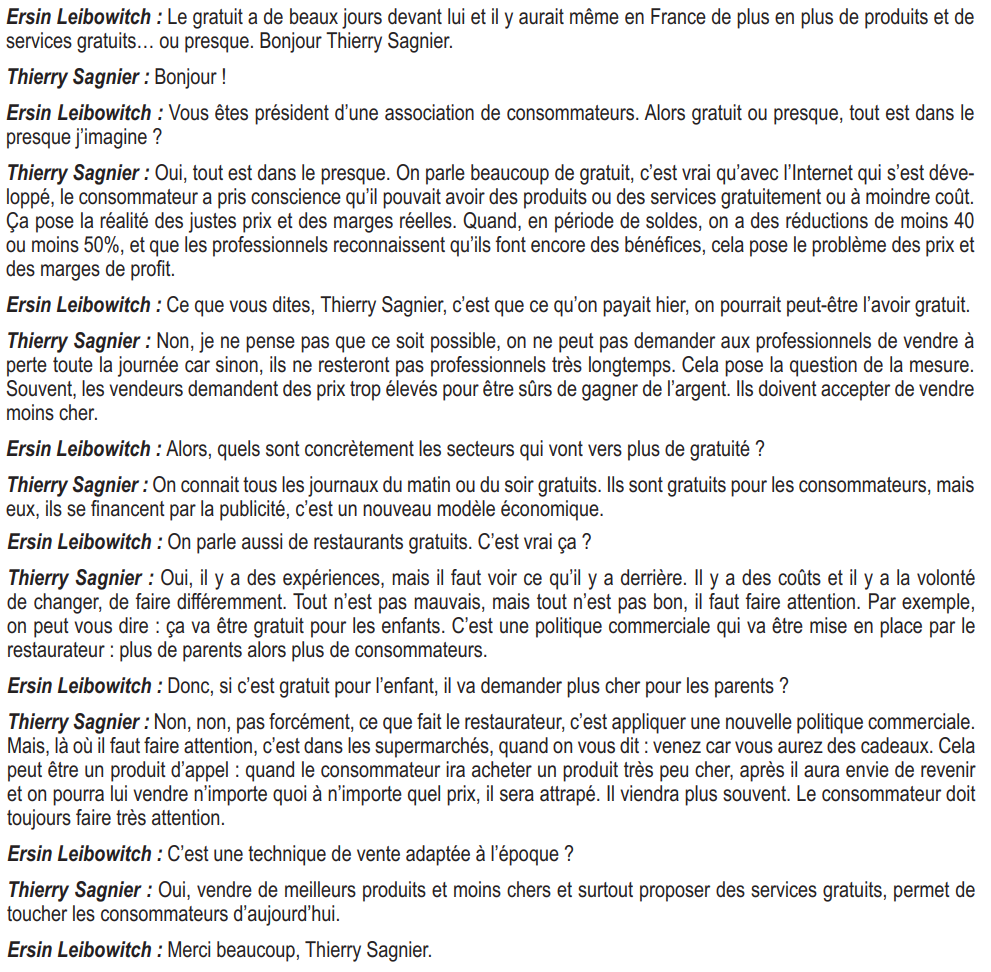 Ersin Leibowitch : Le gratuit a de beaux jours devant lui et il y aurait même en France de plus en plus de produits et de
services gratuits… ou presque. Bonjour Thierry Sagnier.
Thierry Sagnier : Bonjour !
Ersin Leibowitch : Vous êtes président d’une association de consommateurs. Alors gratuit ou presque, tout est dans le
presque j’imagine ?
Thierry Sagnier : Oui, tout est dans le presque. On parle beaucoup de gratuit, c’est vrai qu’avec l’Internet qui s’est déve-
loppé, le consommateur a pris conscience qu’il pouvait avoir des produits ou des services gratuitement ou à moindre coût.
Ça pose la réalité des justes prix et des marges réelles. Quand, en période de soldes, on a des réductions de moins 40
ou moins 50%, et que les professionnels reconnaissent qu’ils font encore des bénéfices, cela pose le problème des prix et
des marges de profit.
Ersin Leibowitch : Ce que vous dites, Thierry Sagnier, c’est que ce qu’on payait hier, on pourrait peut-être l’avoir gratuit.
Thierry Sagnier : Non, je ne pense pas que ce soit possible, on ne peut pas demander aux professionnels de vendre à
perte toute la journée car sinon, ils ne resteront pas professionnels très longtemps. Cela pose la question de la mesure.
Souvent, les vendeurs demandent des prix trop élevés pour être sûrs de gagner de l’argent. Ils doivent accepter de vendre
moins cher.
Ersin Leibowitch : Alors, quels sont concrètement les secteurs qui vont vers plus de gratuité ?
Thierry Sagnier : On connait tous les journaux du matin ou du soir gratuits. Ils sont gratuits pour les consommateurs, mais
eux, ils se financent par la publicité, c’est un nouveau modèle économique.
Ersin Leibowitch : On parle aussi de restaurants gratuits. C’est vrai ça ?
Thierry Sagnier : Oui, il y a des expériences, mais il faut voir ce qu’il y a derrière. Il y a des coûts et il y a la volonté
de changer, de faire différemment. Tout n’est pas mauvais, mais tout n’est pas bon, il faut faire attention. Par exemple,
on peut vous dire : ça va être gratuit pour les enfants. C’est une politique commerciale qui va être mise en place par le
restaurateur : plus de parents alors plus de consommateurs.
Ersin Leibowitch : Donc, si c’est gratuit pour l’enfant, il va demander plus cher pour les parents ?
Thierry Sagnier : Non, non, pas forcément, ce que fait le restaurateur, c’est appliquer une nouvelle politique commerciale.
Mais, là où il faut faire attention, c’est dans les supermarchés, quand on vous dit : venez car vous aurez des cadeaux. Cela
peut être un produit d’appel : quand le consommateur ira acheter un produit très peu cher, après il aura envie de revenir
et on pourra lui vendre n’importe quoi à n’importe quel prix, il sera attrapé. Il viendra plus souvent. Le consommateur doit
toujours faire très attention.
Ersin Leibowitch : C’est une technique de vente adaptée à l’époque ?
Thierry Sagnier : Oui, vendre de meilleurs produits et moins chers et surtout proposer des services gratuits, permet de
toucher les consommateurs d’aujourd’hui.
Ersin Leibowitch : Merci beaucoup, Thierry Sagnier.